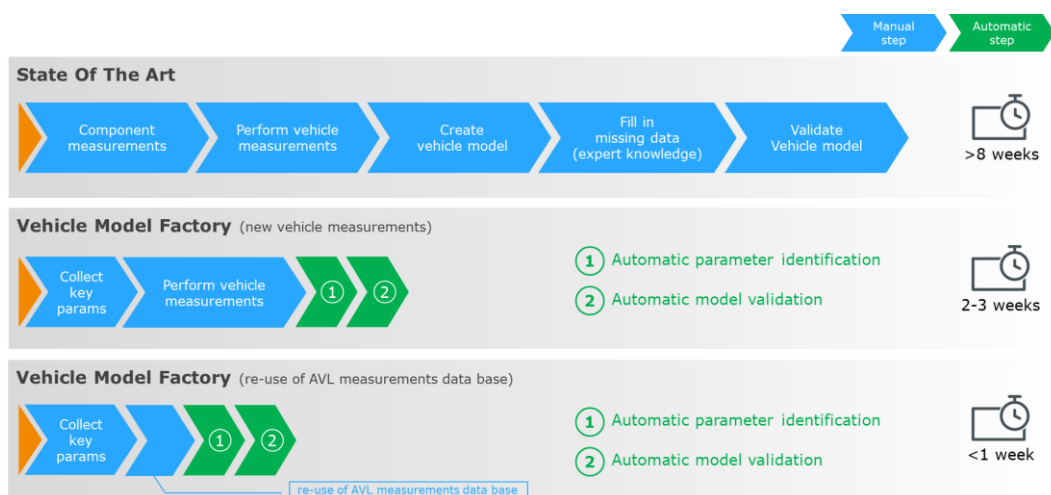 Manual
step
Automatic
step
State Of The Art
Component
measurements
Perform vehicle
measurements
Create
vehicle model
Fill in
missing data
(expert knowledge)
Validate
Vehicle model
>8 weeks
Vehicle Model Factory (new vehicle measurements)
Collect
key
params
Perform vehicle
measurements
1
2
1 Automatic parameter identification
2 Automatic model validation
2-3 weeks
Vehicle Model Factory (re-use of AVL measurements data base)
Collect
key
params
1
2
1 Automatic parameter identification
2 Automatic model validation
<1 week
re-use of AVL measurements data base